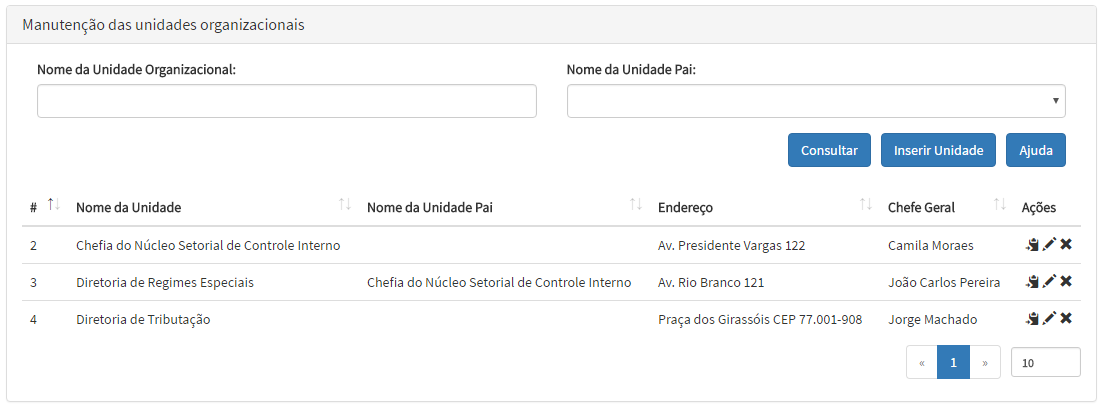 Manutenção das unidades organizacionais
Nome da Unidade Organizacional: Nome da Unidade Pai:
Consultar Inserir Unidade Ajuda
# Nome da Unidade Nome da Unidade Pai Endereço Chefe Geral Ações
2 Chefia do Núcleo Setorial de Controle Interno Av. Presidente Vargas 122 Camila Moraes
3 Diretoria de Regimes Especiais Chefia do Núcleo Setorial de Controle Interno Av. Rio Branco 121 João Carlos Pereira
4 Diretoria de Tributação Praça dos Girassóis CEP 77.001-908 Jorge Machado
« 1 » 10